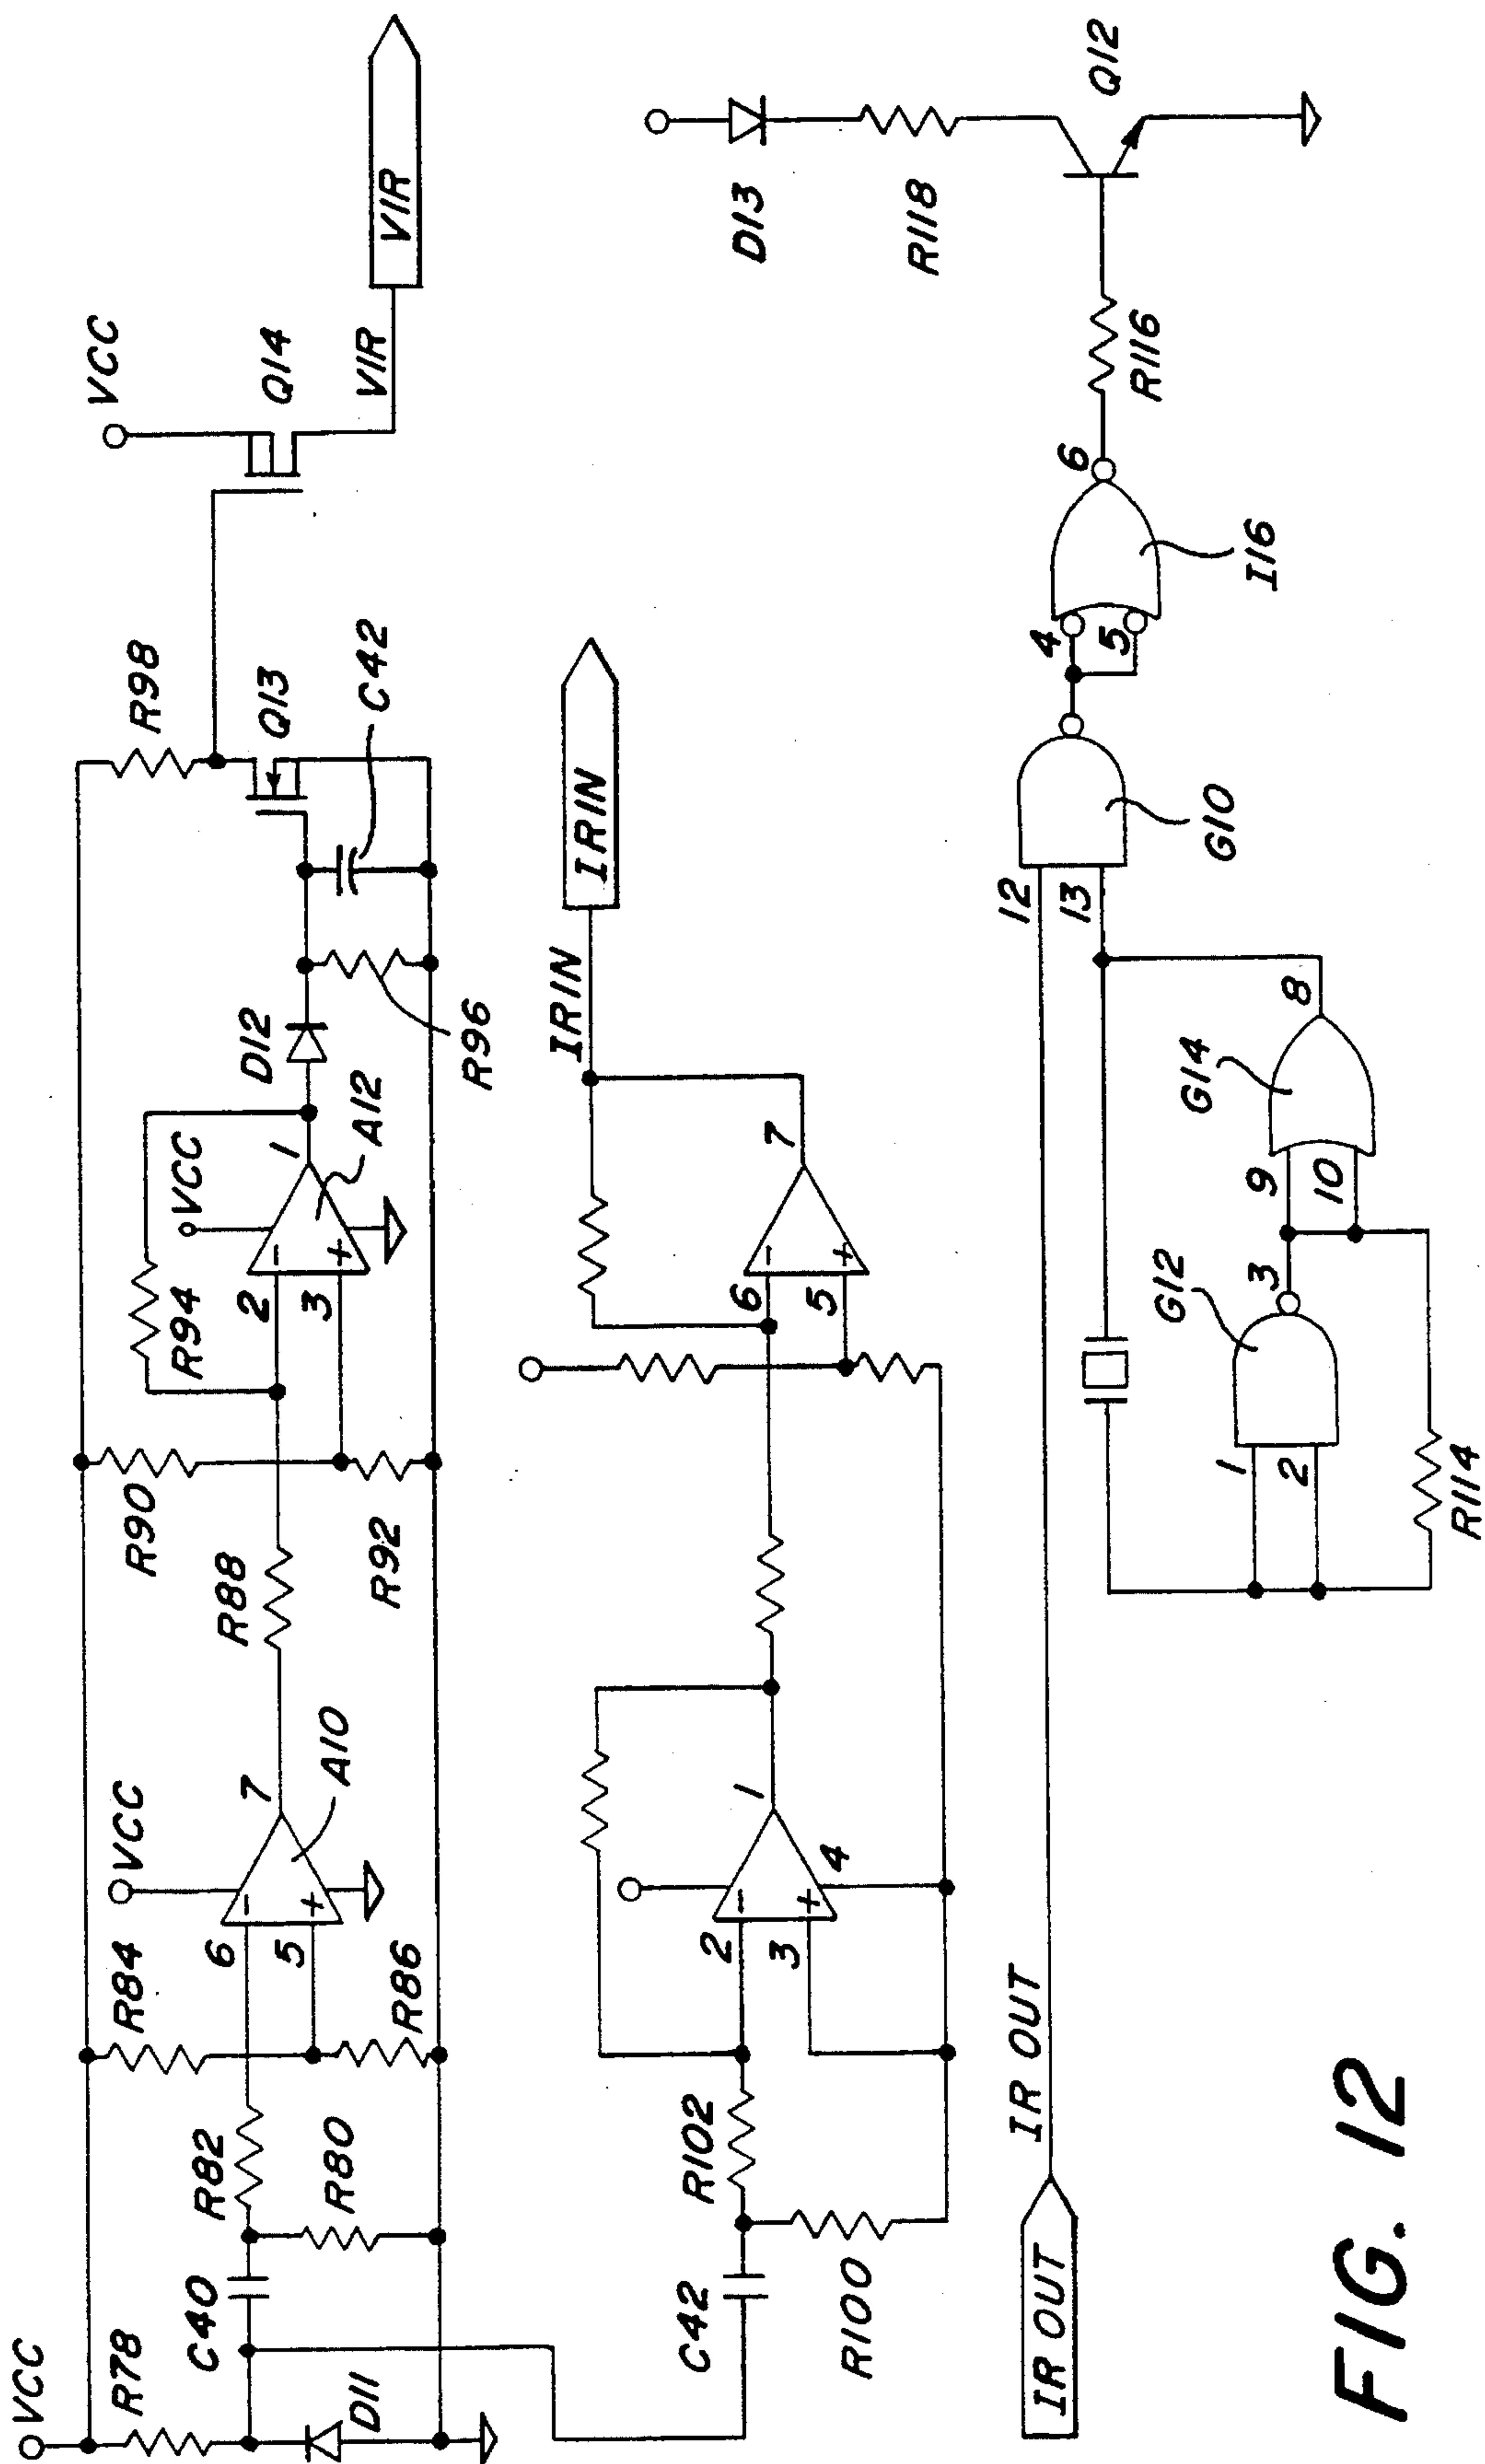 VCC
R78
C40
D11
R82
R80
R84
R86
6
5
VCC
7
A10
R88
R90
R92
R94
2
3
VCC
1
A12
D12
R96
C42
Q13
R98
VCC
Q14
VIR
VIR
C42
R100
R102
2
3
4
1
6
5
7
IRIN
IRIN
IR OUT
IR OUT
12
13
G10
4
5
6
I16
R116
Q12
R118
D13
1
2
G12
3
9
10
G14
8
R114
FIG. 12